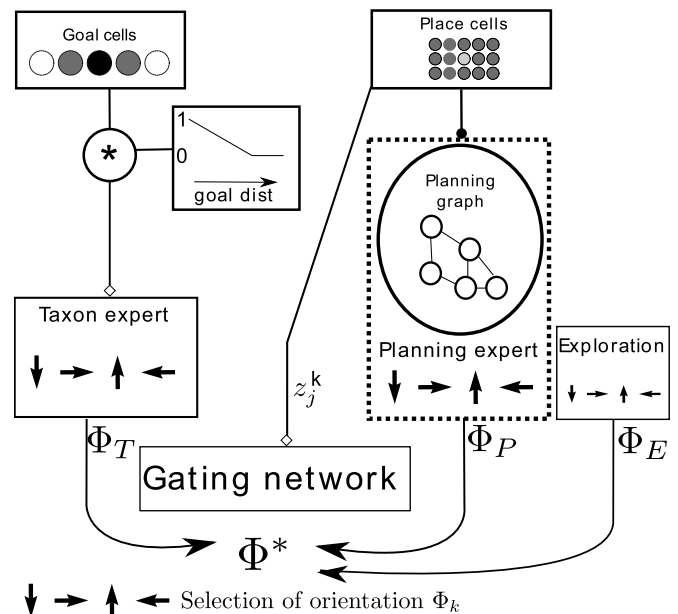 Goal cells
Place cells
*
1
0
goal dist
Planning
graph
Taxon expert
Planning expert
Exploration
z_j^k
Φ_T
Φ_P
Φ_E
Gating network
Φ*
Selection of orientation Φ_k